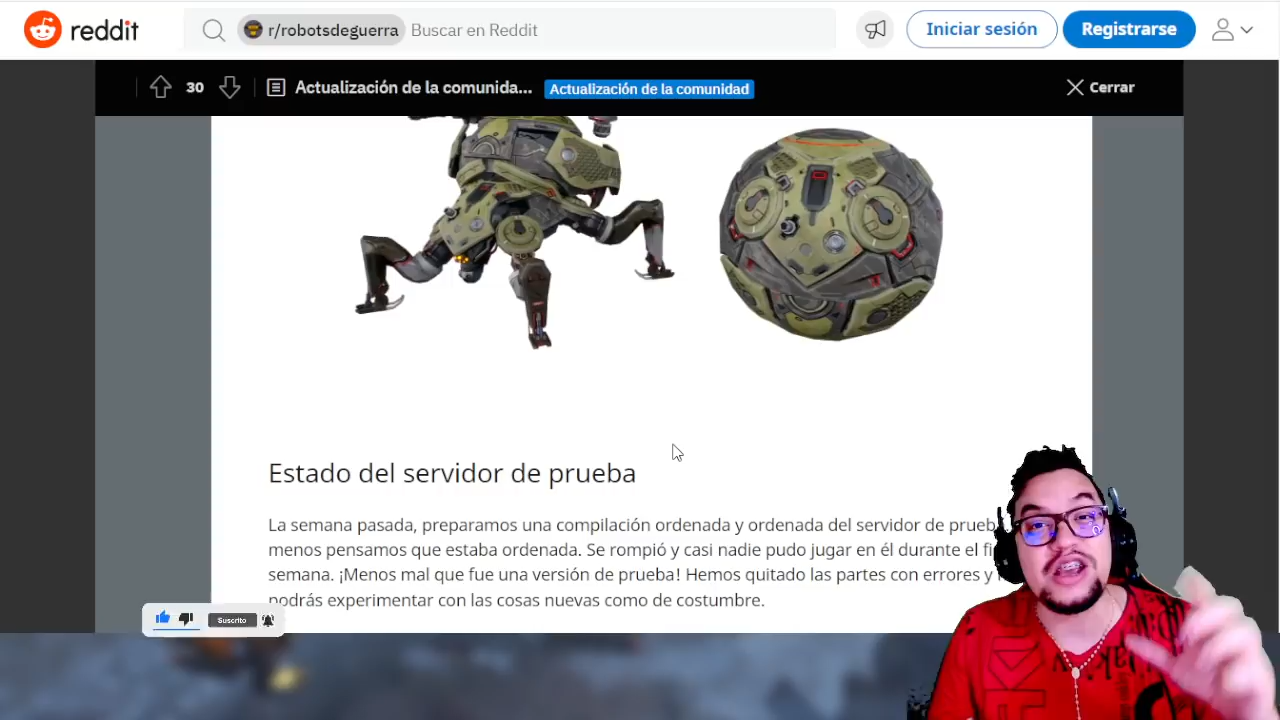 reddit
r/robotsdeguerra
Buscar en Reddit
Iniciar sesión
Registrarse
30
Actualización de la comunida...
Actualización de la comunidad
Cerrar
Estado del servidor de prueba
La semana pasada, preparamos una compilación ordenada y ordenada del servidor de prueb
menos pensamos que estaba ordenada. Se rompió y casi nadie pudo jugar en él durante el fi
semana. ¡Menos mal que fue una versión de prueba! Hemos quitado las partes con errores y
podrás experimentar con las cosas nuevas como de costumbre.
Suscrito